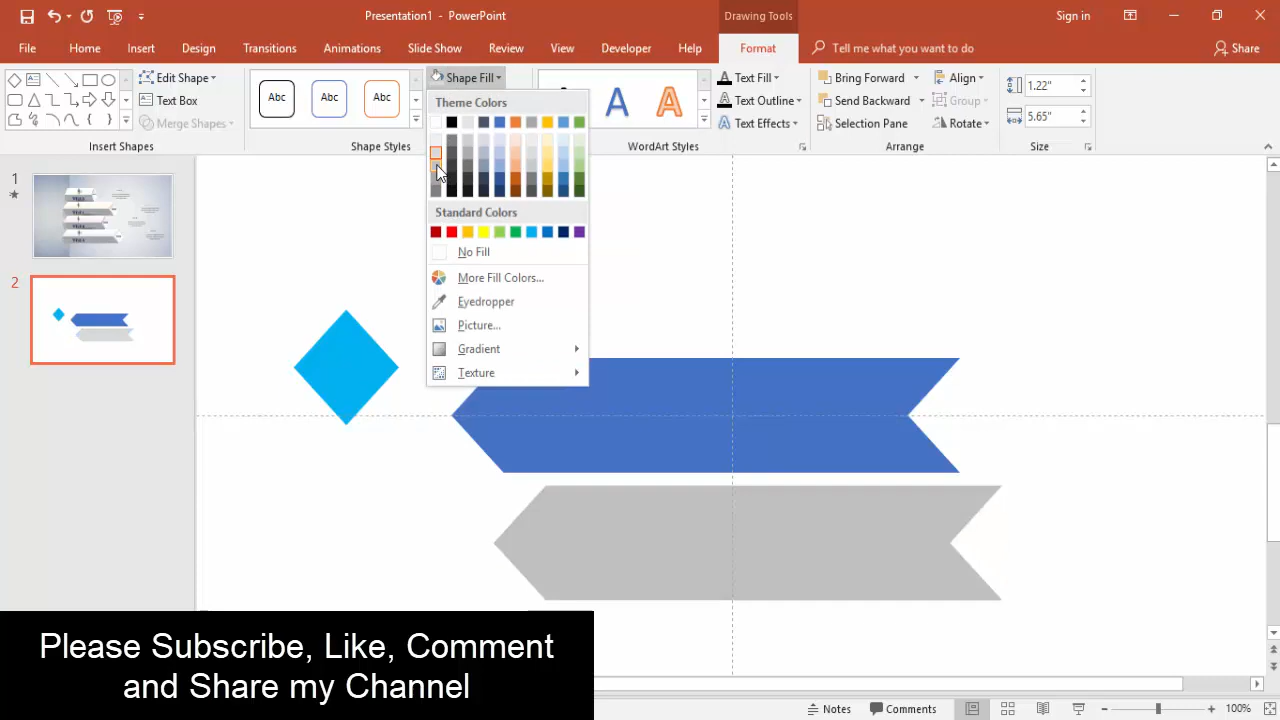 Presentation1 - PowerPoint
Drawing Tools
Sign in
File
Home
Insert
Design
Transitions
Animations
Slide Show
Review
View
Developer
Help
Format
Tell me what you want to do
Share
Edit Shape
Text Box
Merge Shapes
Insert Shapes
Abc
Abc
Abc
Shape Styles
Shape Fill
Theme Colors
Standard Colors
No Fill
More Fill Colors...
Eyedropper
Picture...
Gradient
Texture
A
A
Text Fill
Text Outline
Text Effects
WordArt Styles
Bring Forward
Send Backward
Selection Pane
Align
Group
Rotate
Arrange
1.22"
5.65"
Size
1
2
Please Subscribe, Like, Comment
and Share my Channel
Notes
Comments
100%